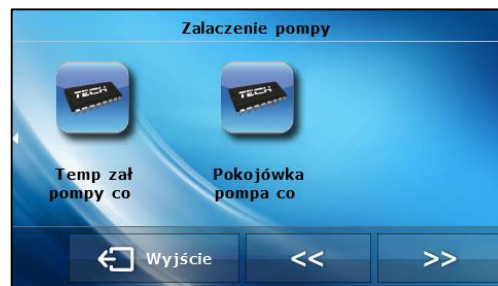 Zalaczenie pompy
TECH TECH
Temp zał Pokojówka
pompy co pompa co
Wyjście << >>